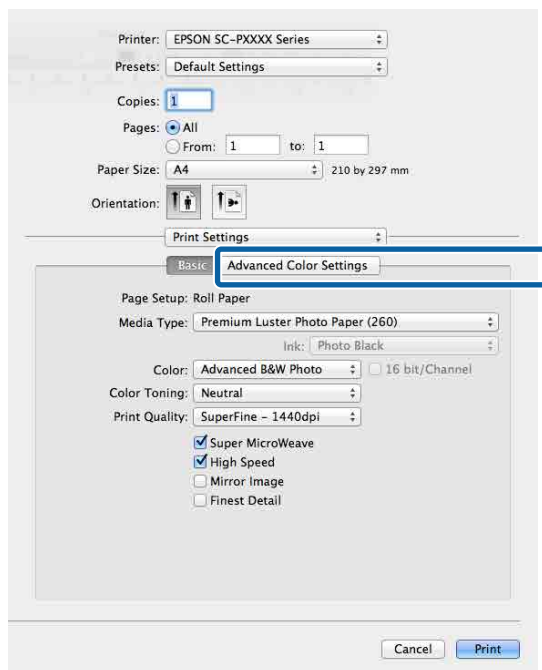 Printer: EPSON SC-PXXXX Series
Presets: Default Settings
Copies: 1
Pages: All
From: 1 to: 1
Paper Size: A4 210 by 297 mm
Orientation:
Print Settings
Basic Advanced Color Settings
Page Setup: Roll Paper
Media Type: Premium Luster Photo Paper (260)
Ink: Photo Black
Color: Advanced B&W Photo 16 bit/Channel
Color Toning: Neutral
Print Quality: SuperFine - 1440dpi
Super MicroWeave
High Speed
Mirror Image
Finest Detail
Cancel Print